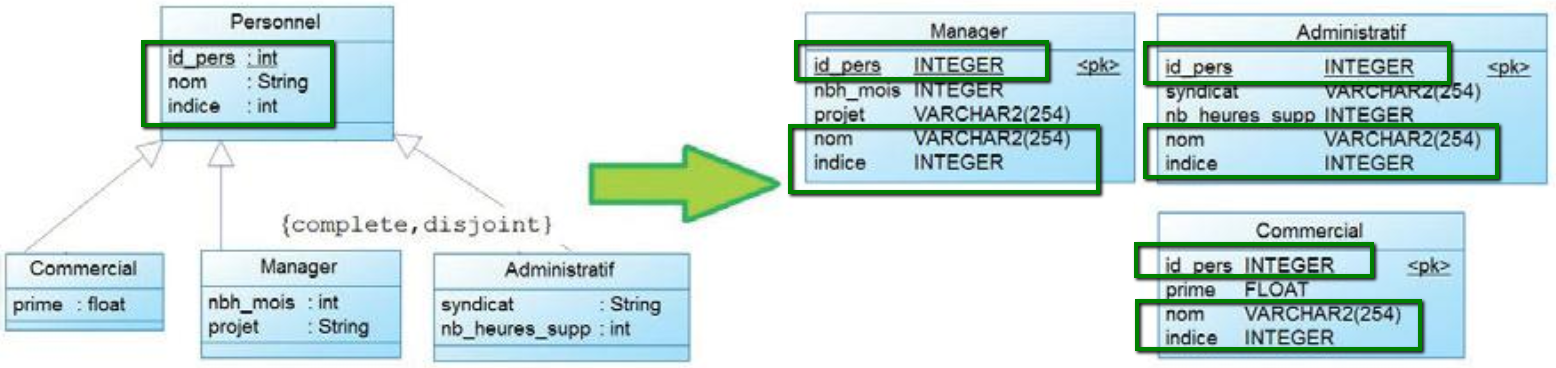 Personnel
id_pers : int
nom : String
indice : int
{complete,disjoint}
Commercial
prime : float
Manager
nbh_mois : int
projet : String
Administratif
syndicat : String
nb_heures_supp : int
Manager
id_pers INTEGER <pk>
nbh_mois INTEGER
projet VARCHAR2(254)
nom VARCHAR2(254)
indice INTEGER
Administratif
id_pers INTEGER <pk>
syndicat VARCHAR2(254)
nb_heures_supp INTEGER
nom VARCHAR2(254)
indice INTEGER
Commercial
id_pers INTEGER <pk>
prime FLOAT
nom VARCHAR2(254)
indice INTEGER